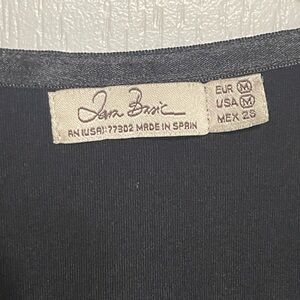 Zara Basic
RN (USA): 77302 MADE IN SPAIN
EUR M
USA M
MEX 28